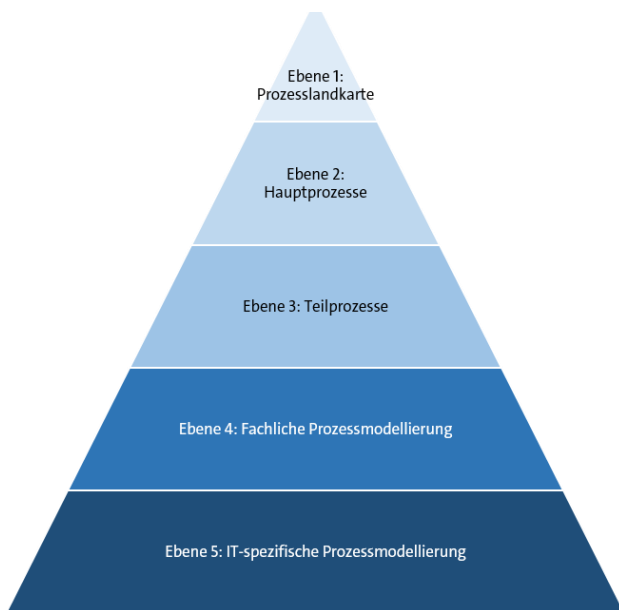 Ebene 1:
Prozesslandkarte
Ebene 2:
Hauptprozesse
Ebene 3: Teilprozesse
Ebene 4: Fachliche Prozessmodellierung
Ebene 5: IT-spezifische Prozessmodellierung